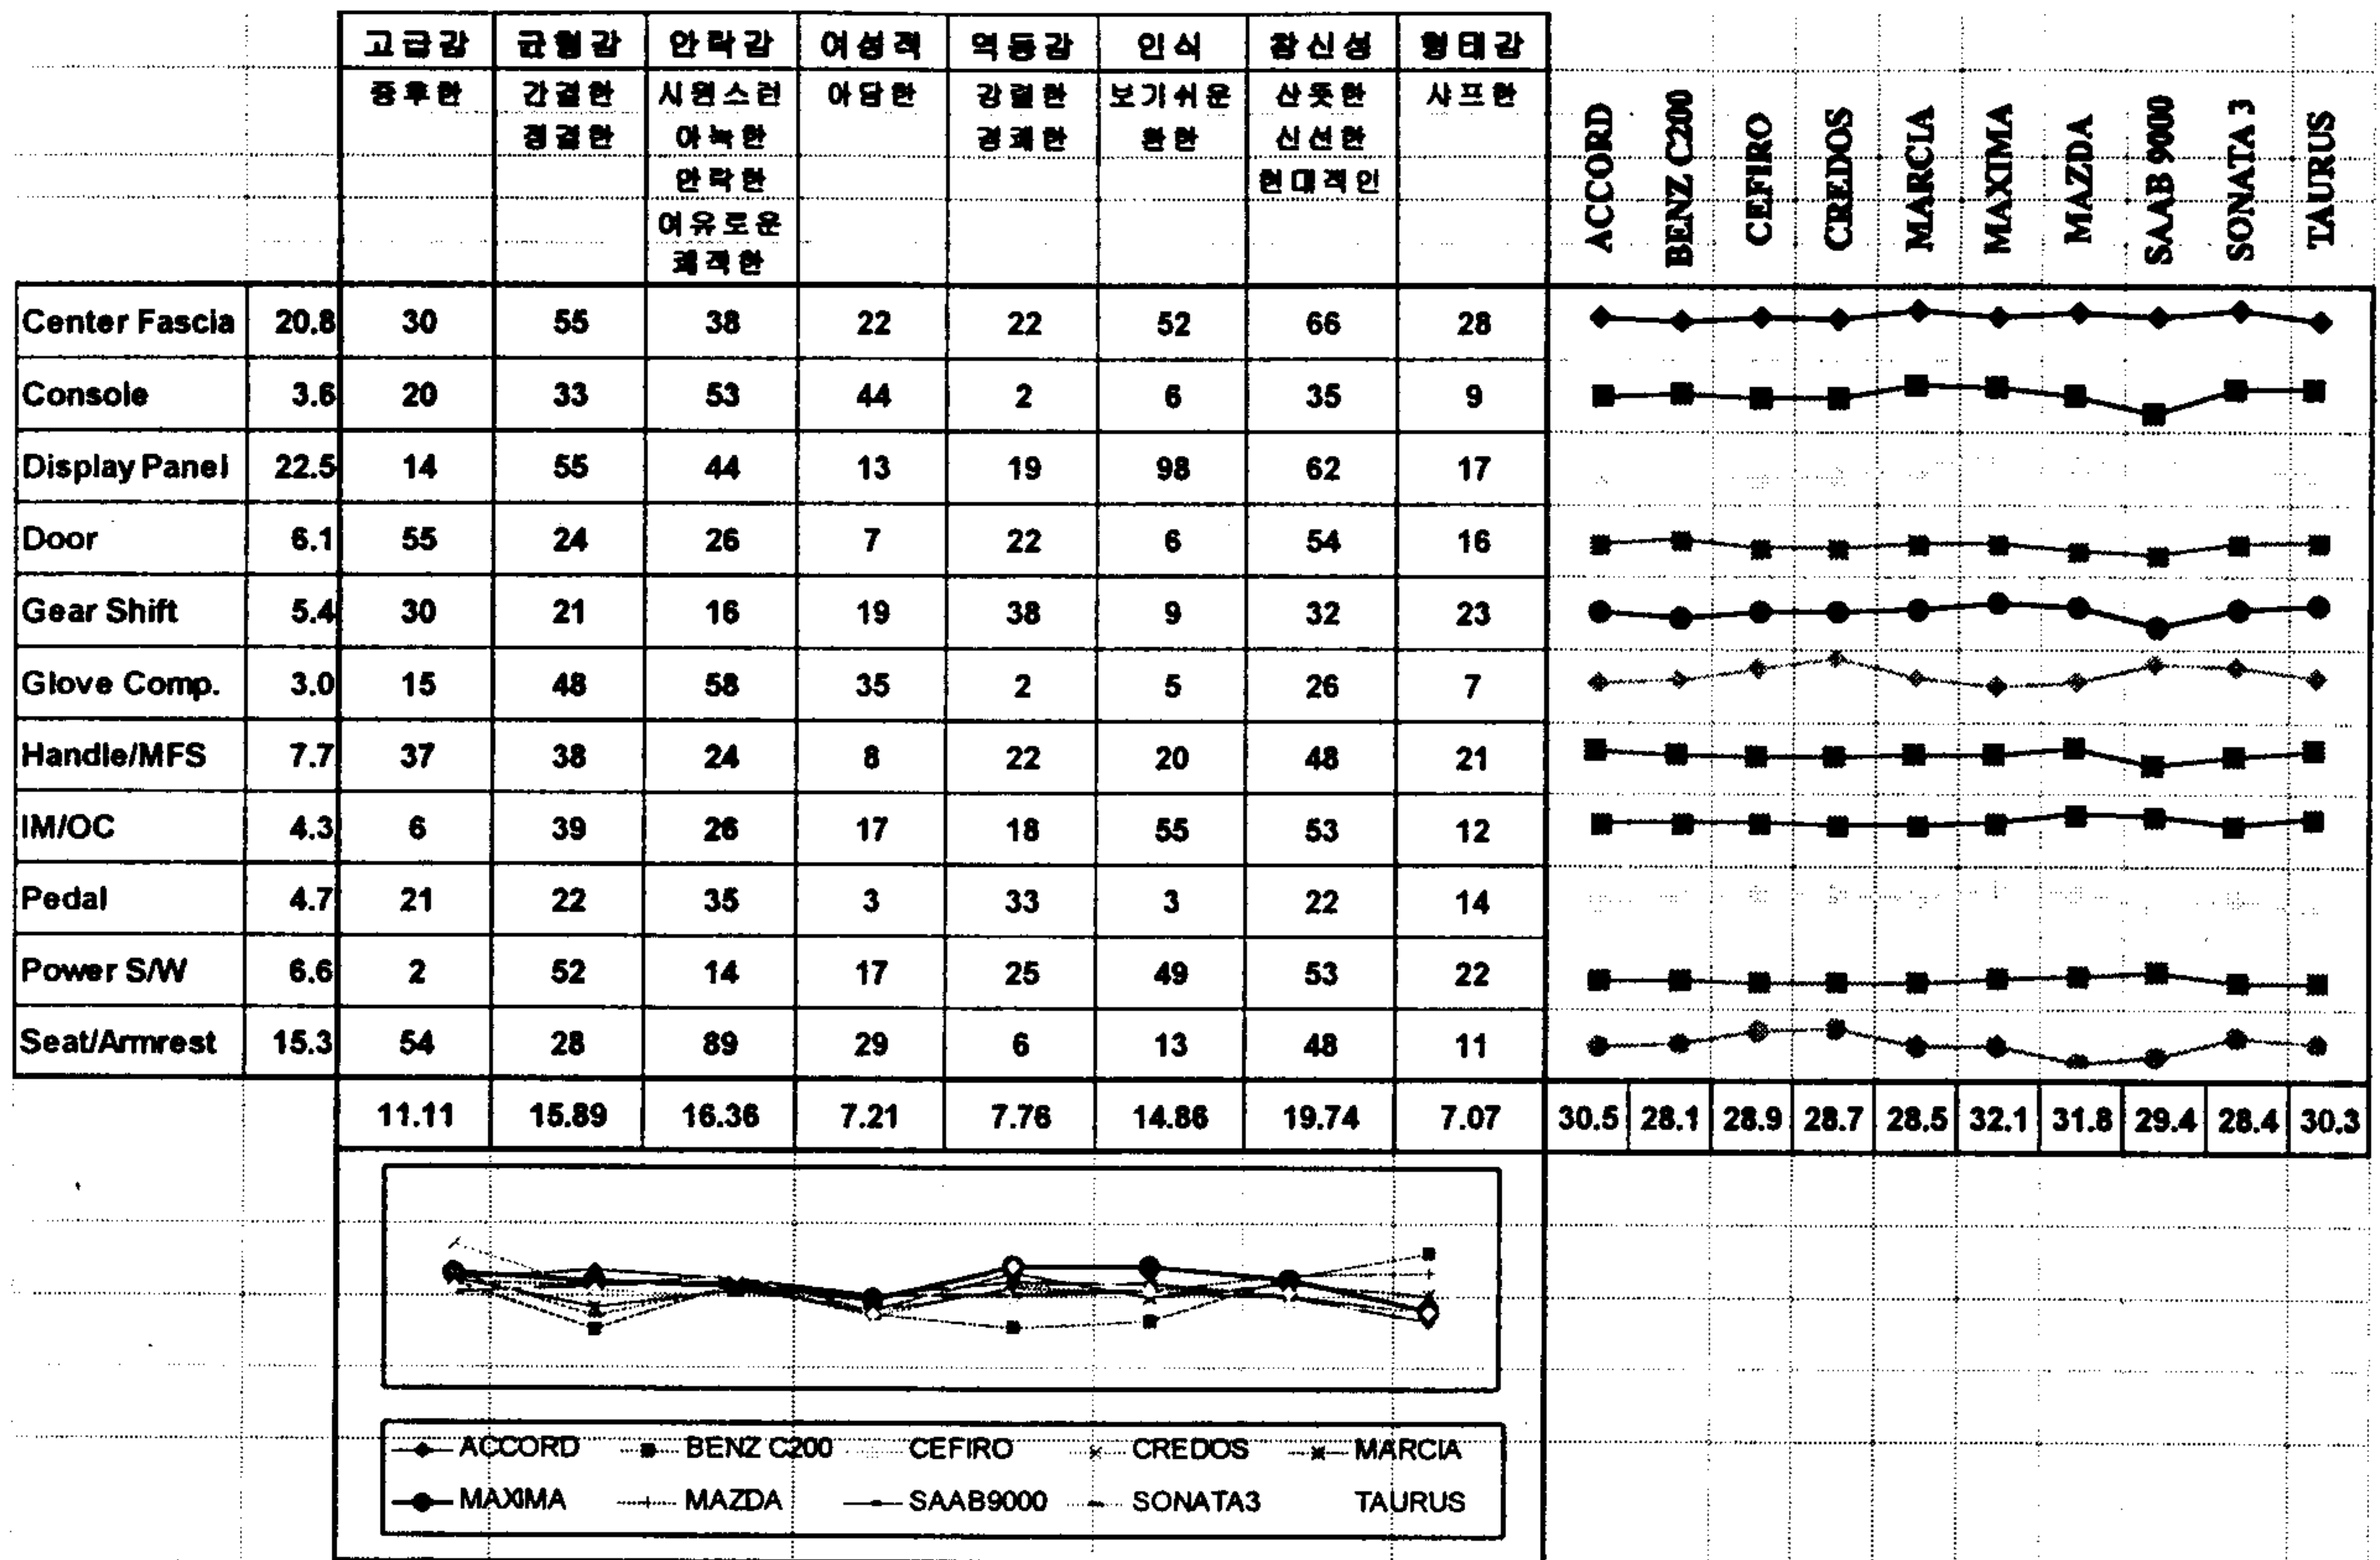 고급감 균형감 안락감 여성적 역동감 인식 참신성 형태감
중후한 간결한 시원스런 아담한 강렬한 보기쉬운 산뜻한 샤프한
정결한 아늑한 경쾌한 환한 신선한
안락한 현대적인
여유로운
쾌적한
ACCORD BENZ C200 CEFIRO CREDOS MARCIA MAXIMA MAZDA SAAB 9000 SONATA 3 TAURUS
Center Fascia 20.8 30 55 38 22 22 52 66 28
Console 3.6 20 33 53 44 2 6 35 9
Display Panel 22.5 14 55 44 13 19 98 62 17
Door 6.1 55 24 26 7 22 6 54 16
Gear Shift 5.4 30 21 16 19 38 9 32 23
Glove Comp. 3.0 15 48 58 35 2 5 26 7
Handle/MFS 7.7 37 38 24 8 22 20 48 21
IM/OC 4.3 6 39 26 17 18 55 53 12
Pedal 4.7 21 22 35 3 33 3 22 14
Power S/W 6.6 2 52 14 17 25 49 53 22
Seat/Armrest 15.3 54 28 89 29 6 13 48 11
11.11 15.89 16.36 7.21 7.76 14.86 19.74 7.07 30.5 28.1 28.9 28.7 28.5 32.1 31.8 29.4 28.4 30.3
ACCORD BENZ C200 CEFIRO CREDOS MARCIA
MAXIMA MAZDA SAAB9000 SONATA3 TAURUS